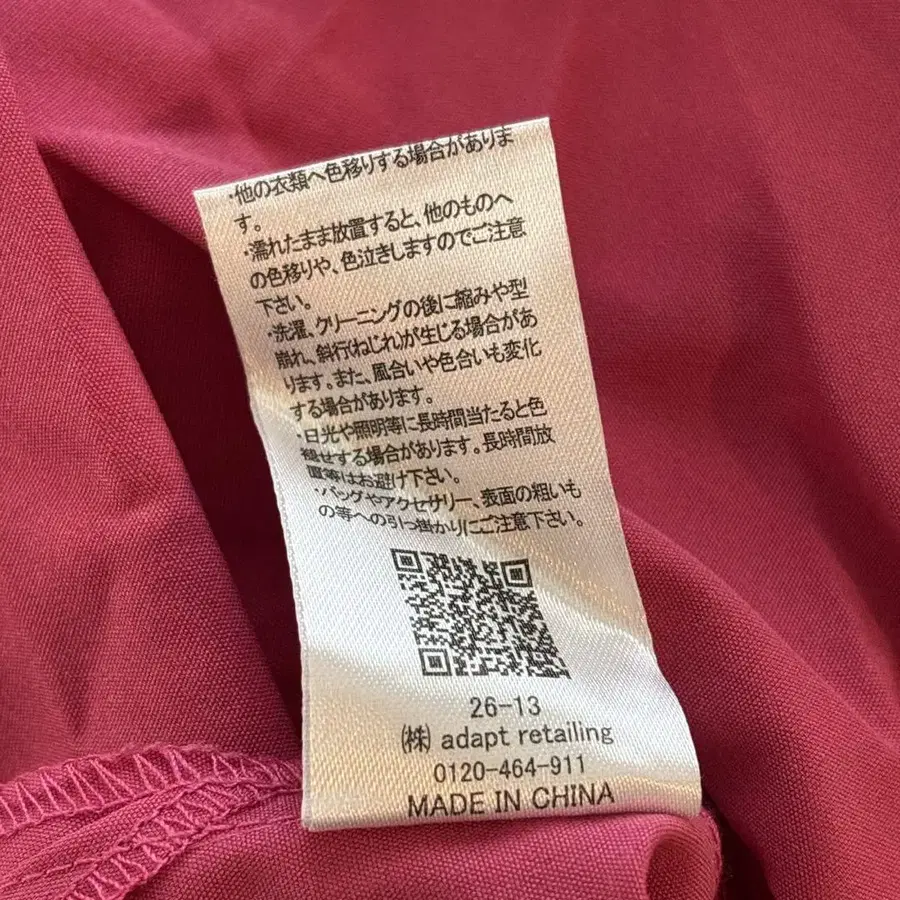 ・他の衣類へ色移りする場合がありま
す。
・濡れたまま放置すると、他のものへ
の色移りや、色泣きしますのでご注意
下さい。
・洗濯、クリーニングの後に縮みや型
崩れ、斜行(ねじれ)が生じる場合があ
ります。また、風合いや色合いも変化
する場合があります。
・日光や照明等に長時間当たると色
褪せする場合があります。長時間放
置等はお避け下さい。
・バッグやアクセサリー、表面の粗いも
の等への引っ掛かりにご注意下さい。
26-13
㈱ adapt retailing
0120-464-911
MADE IN CHINA